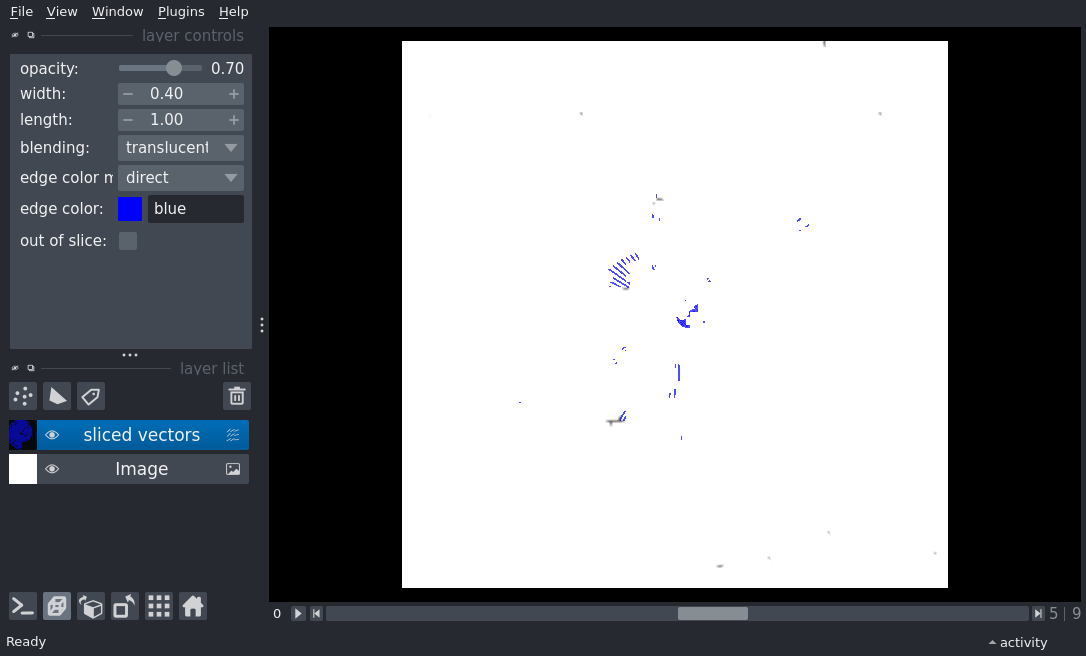 File View Window Plugins Help
layer controls
opacity: 0.70
width: − 0.40 +
length: − 1.00 +
blending: translucent
edge color m direct
edge color: blue
out of slice:
layer list
sliced vectors
Image
0 5 | 9
Ready activity